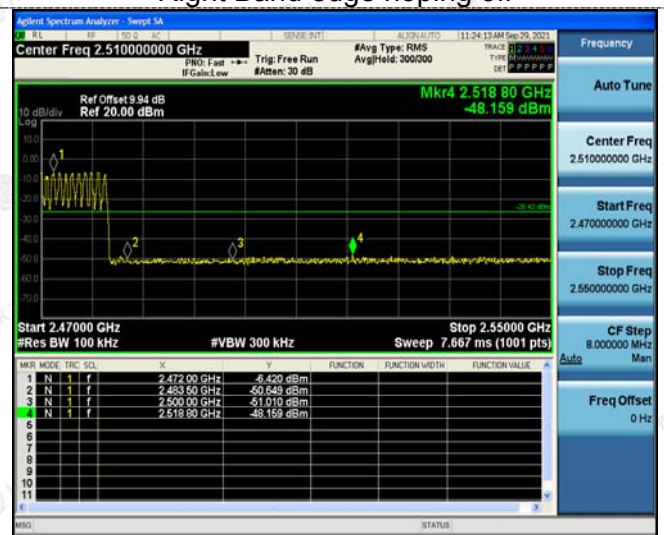 Agilent Spectrum Analyzer - Swept SA
RL RF 50 Ω AC SENSE:INT ALIGNAUTO 11:24:13 AM Sep 29, 2021
Center Freq 2.510000000 GHz
PNO: Fast Trig: Free Run #Avg Type: RMS TRACE 1 2 3 4 5 6
IFGain:Low #Atten: 30 dB Avg|Hold: 300/300 TYPE M
DET P P P P P P
Mkr4 2.518 80 GHz
-48.159 dBm
Ref Offset 9.94 dB
10 dB/div Ref 20.00 dBm
Log
10.0
0.00
-10.0
-20.0
-30.0
-40.0
-50.0
-60.0
-70.0
1
2
3
4
Start 2.47000 GHz Stop 2.55000 GHz
#Res BW 100 kHz #VBW 300 kHz Sweep 7.667 ms (1001 pts)
MKR MODE TRC SCL X Y FUNCTION FUNCTION WIDTH FUNCTION VALUE
1 N 1 f 2.472 00 GHz -6.420 dBm
2 N 1 f 2.483 50 GHz -50.649 dBm
3 N 1 f 2.500 00 GHz -51.010 dBm
4 N 1 f 2.518 80 GHz -48.159 dBm
5
6
7
8
9
10
11
MSG STATUS
Frequency
Auto Tune
Center Freq
2.510000000 GHz
Start Freq
2.470000000 GHz
Stop Freq
2.550000000 GHz
CF Step
8.000000 MHz
Auto Man
Freq Offset
0 Hz